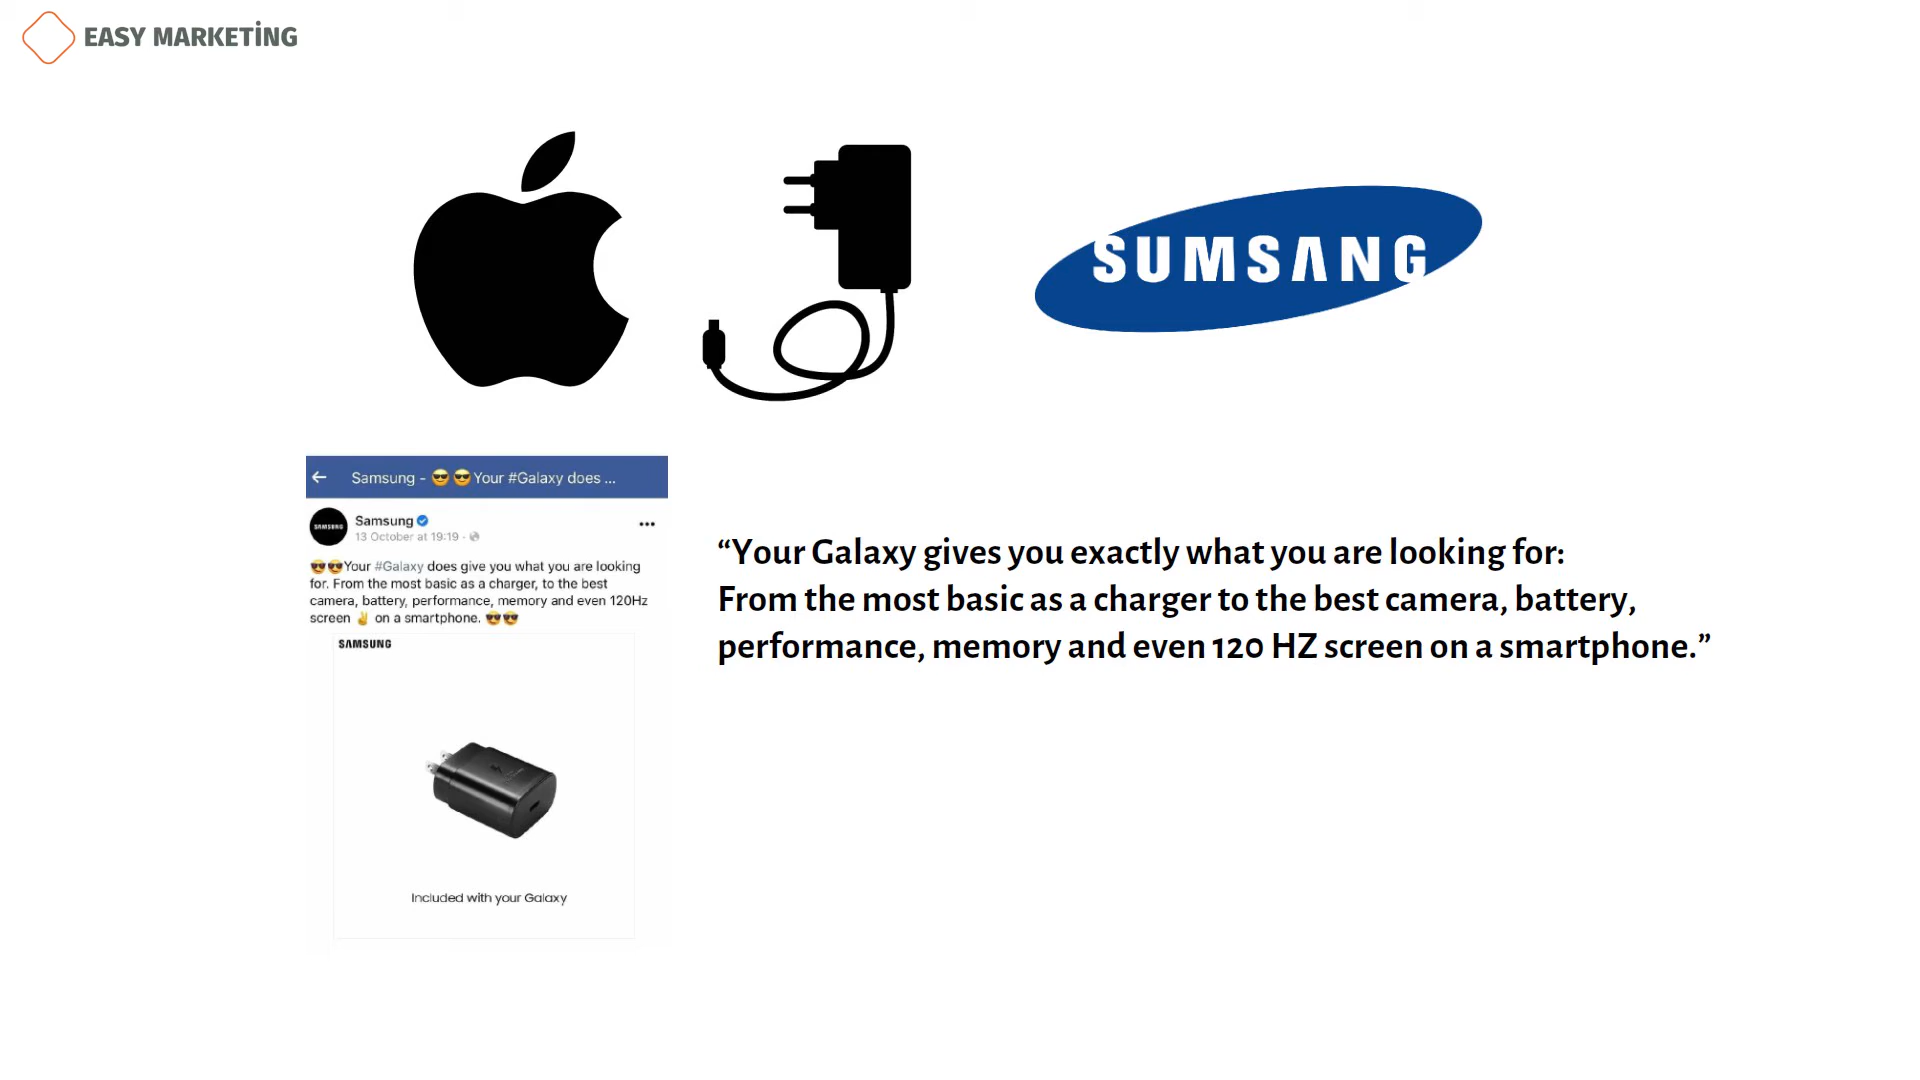 EASY MARKETİNG
SUMSANG
Samsung - 😎😎Your #Galaxy does ...
SAMSUNG
Samsung
13 October at 19:19 ·
😎😎Your #Galaxy does give you what you are looking
for. From the most basic as a charger, to the best
camera, battery, performance, memory and even 120Hz
screen ✌ on a smartphone. 😎😎
SAMSUNG
Included with your Galaxy
“Your Galaxy gives you exactly what you are looking for:
From the most basic as a charger to the best camera, battery,
performance, memory and even 120 HZ screen on a smartphone.”